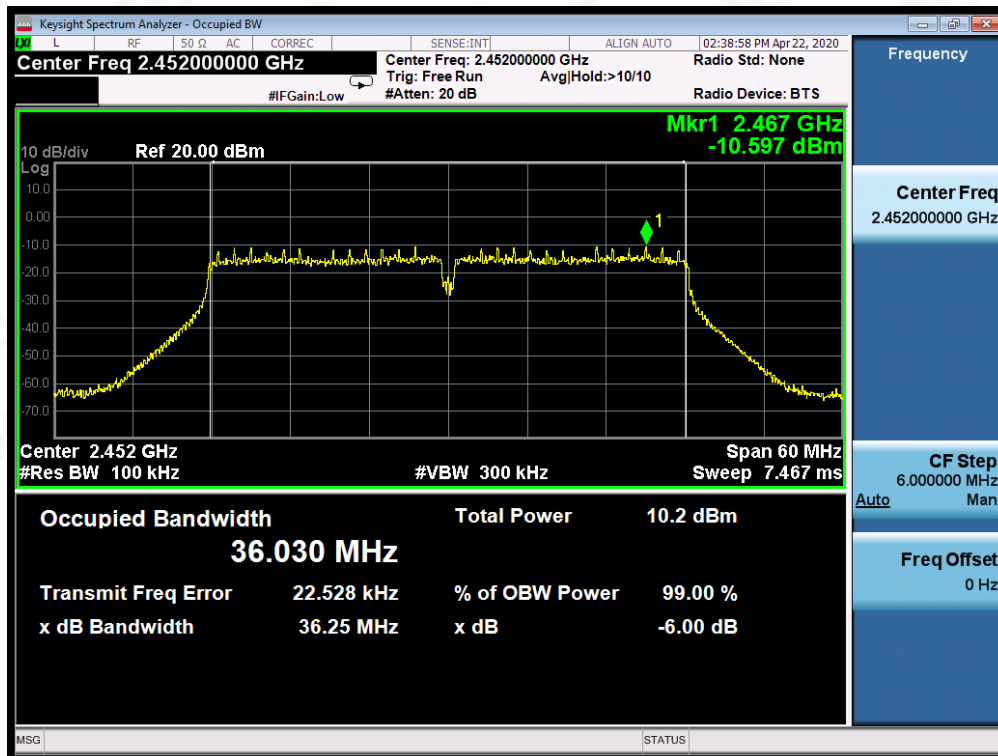 Keysight Spectrum Analyzer - Occupied BW
LXI L RF 50 Ω AC CORREC SENSE:INT ALIGN AUTO 02:38:58 PM Apr 22, 2020
Center Freq 2.452000000 GHz
Center Freq: 2.452000000 GHz
Radio Std: None
Trig: Free Run Avg|Hold:>10/10
#IFGain:Low
#Atten: 20 dB
Radio Device: BTS
Mkr1 2.467 GHz
-10.597 dBm
10 dB/div Ref 20.00 dBm
Log
10.0
0.00
-10.0
-20.0
-30.0
-40.0
-50.0
-60.0
-70.0
1
Center 2.452 GHz
Span 60 MHz
#Res BW 100 kHz
#VBW 300 kHz
Sweep 7.467 ms
Occupied Bandwidth
Total Power 10.2 dBm
36.030 MHz
Transmit Freq Error 22.528 kHz
% of OBW Power 99.00 %
x dB Bandwidth 36.25 MHz
x dB -6.00 dB
Frequency
Center Freq
2.452000000 GHz
CF Step
6.000000 MHz
Auto Man
Freq Offset
0 Hz
MSG
STATUS